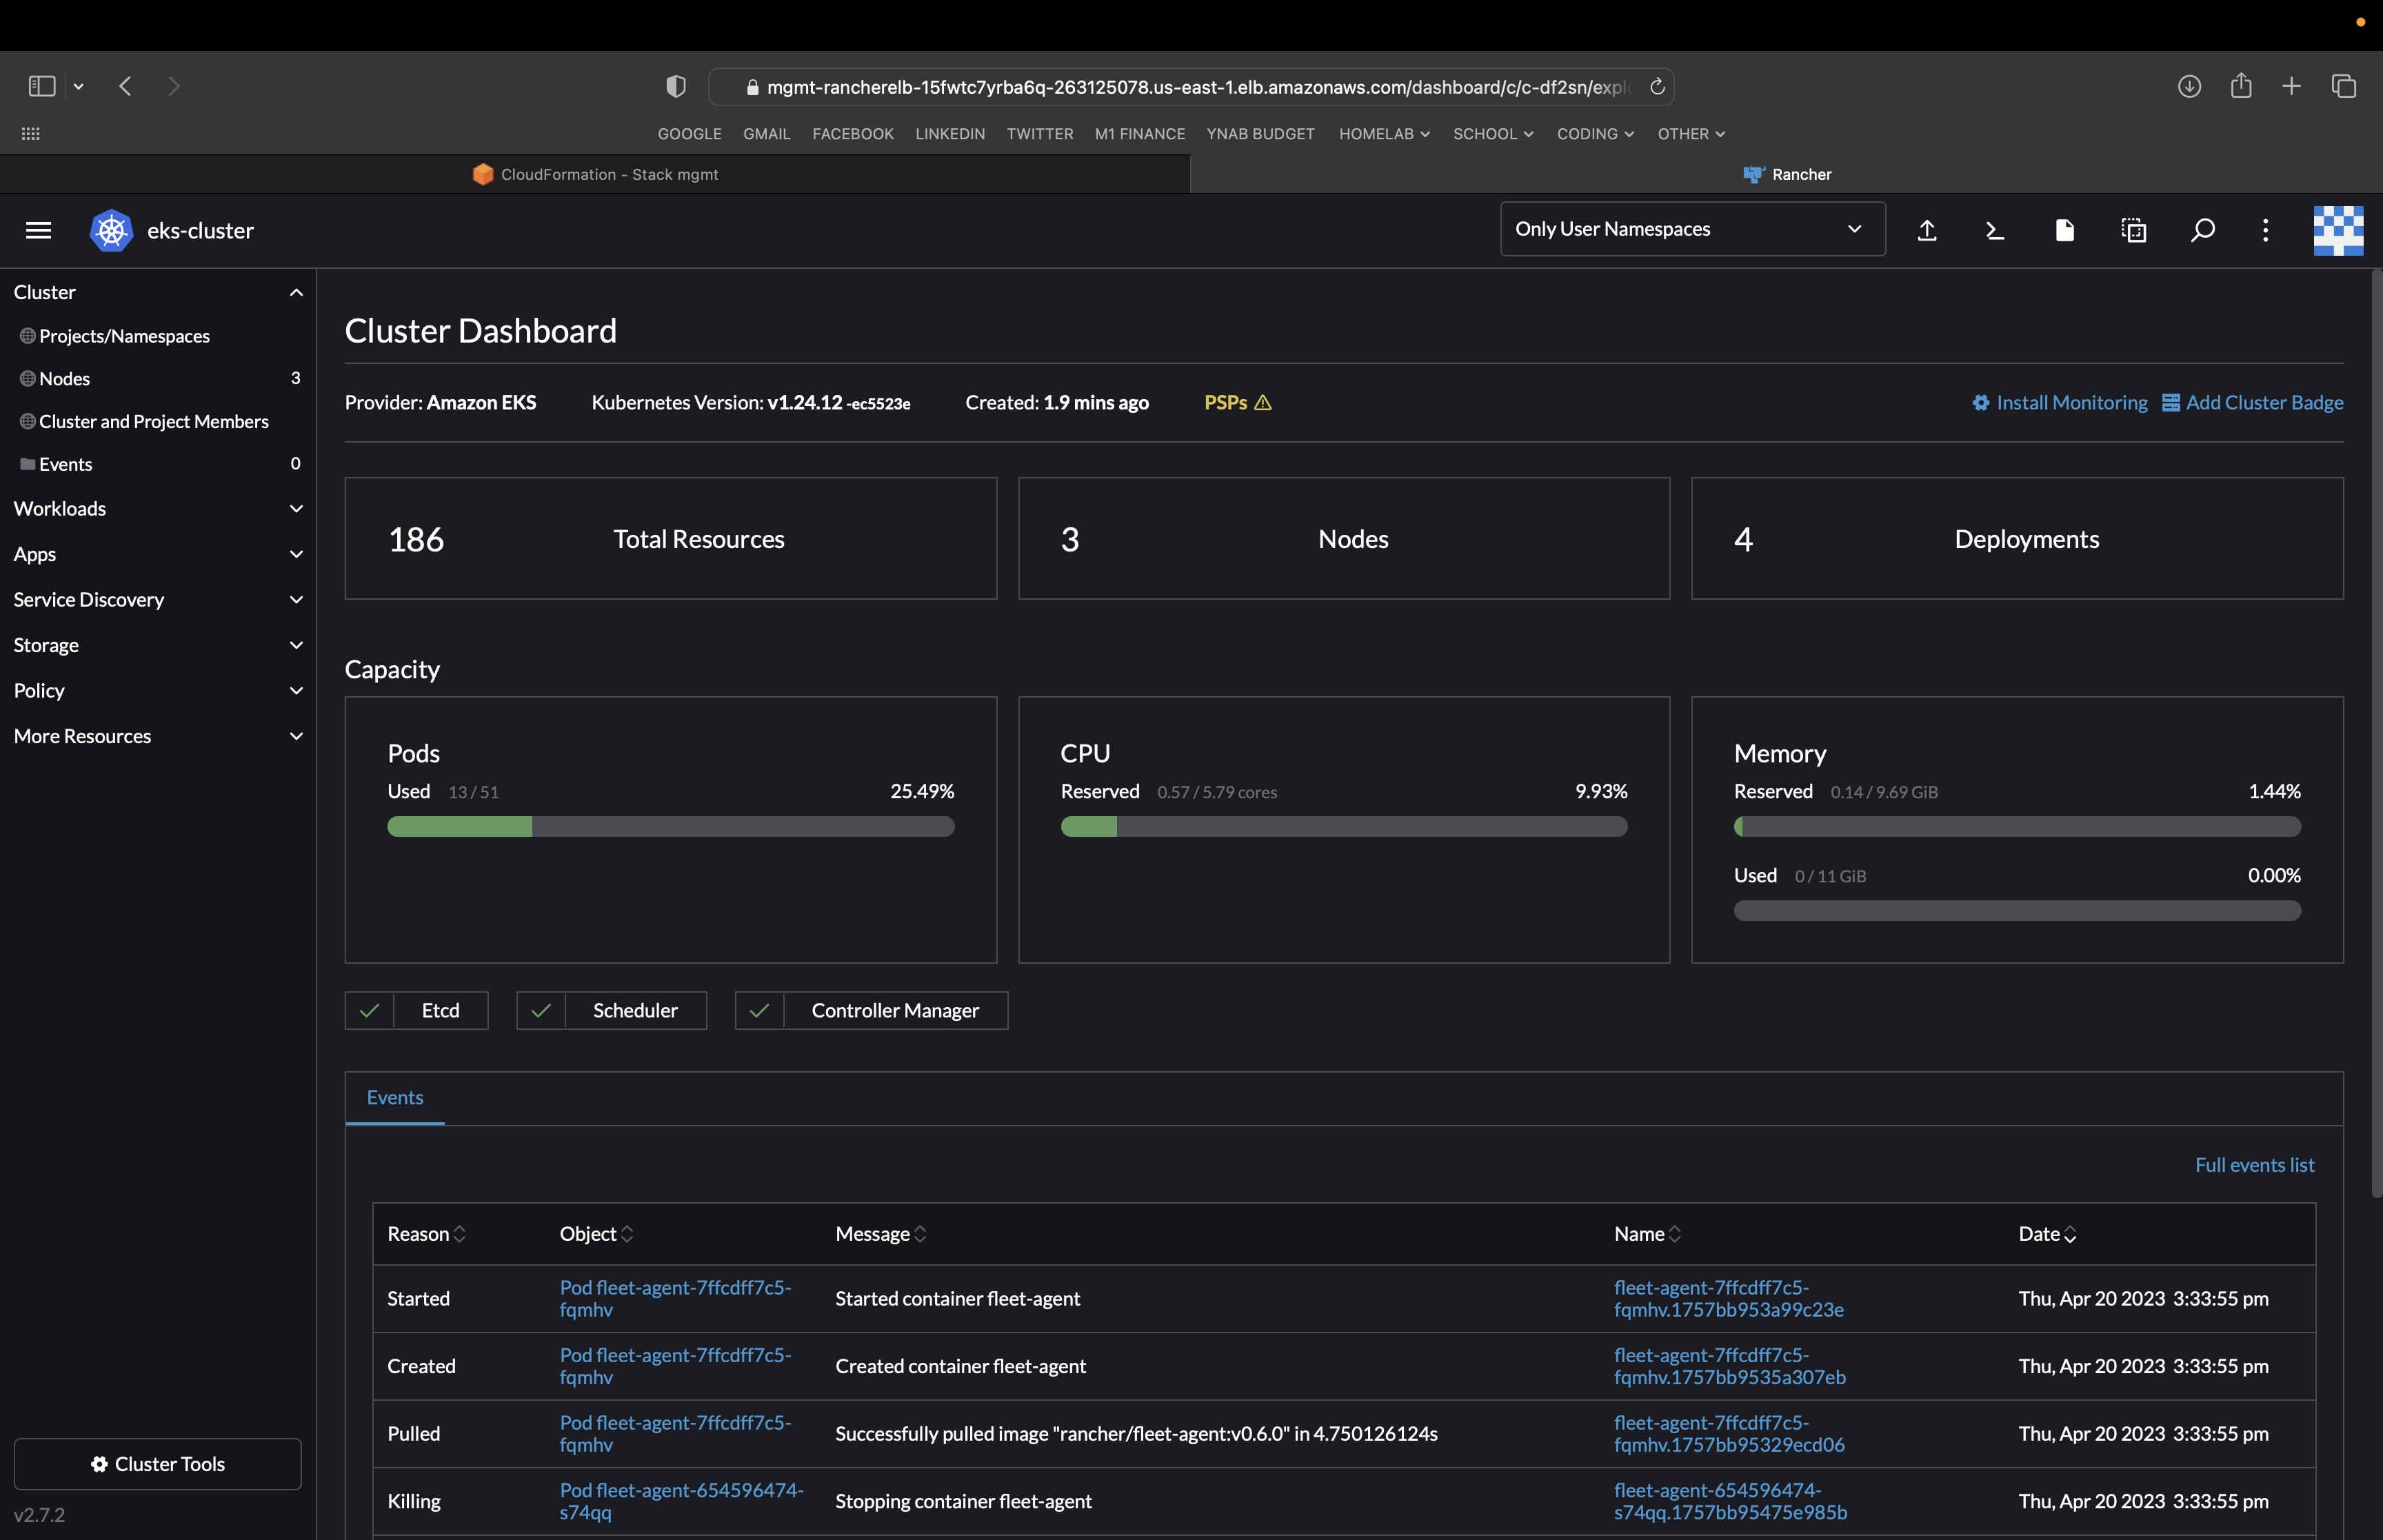 mgmt-rancherelb-15fwtc7yrba6q-263125078.us-east-1.elb.amazonaws.com/dashboard/c/c-df2sn/expl
GOOGLE GMAIL FACEBOOK LINKEDIN TWITTER M1 FINANCE YNAB BUDGET HOMELAB SCHOOL CODING OTHER
CloudFormation - Stack mgmt
Rancher
eks-cluster
Only User Namespaces
Cluster
Projects/Namespaces
Nodes 3
Cluster and Project Members
Events 0
Workloads
Apps
Service Discovery
Storage
Policy
More Resources
Cluster Tools
v2.7.2
Cluster Dashboard
Provider: Amazon EKS Kubernetes Version: v1.24.12 -ec5523e Created: 1.9 mins ago PSPs Install Monitoring Add Cluster Badge
186 Total Resources
3 Nodes
4 Deployments
Capacity
Pods
Used 13 / 51 25.49%
CPU
Reserved 0.57 / 5.79 cores 9.93%
Memory
Reserved 0.14 / 9.69 GiB 1.44%
Used 0 / 11 GiB 0.00%
Etcd Scheduler Controller Manager
Events
Full events list
Reason Object Message Name Date
Started Pod fleet-agent-7ffcdff7c5- Started container fleet-agent fleet-agent-7ffcdff7c5- Thu, Apr 20 2023 3:33:55 pm
fqmhv fqmhv.1757bb953a99c23e
Created Pod fleet-agent-7ffcdff7c5- Created container fleet-agent fleet-agent-7ffcdff7c5- Thu, Apr 20 2023 3:33:55 pm
fqmhv fqmhv.1757bb9535a307eb
Pulled Pod fleet-agent-7ffcdff7c5- Successfully pulled image "rancher/fleet-agent:v0.6.0" in 4.750126124s fleet-agent-7ffcdff7c5- Thu, Apr 20 2023 3:33:55 pm
fqmhv fqmhv.1757bb95329ecd06
Killing Pod fleet-agent-654596474- Stopping container fleet-agent fleet-agent-654596474- Thu, Apr 20 2023 3:33:55 pm
s74qq s74qq.1757bb95475e985b